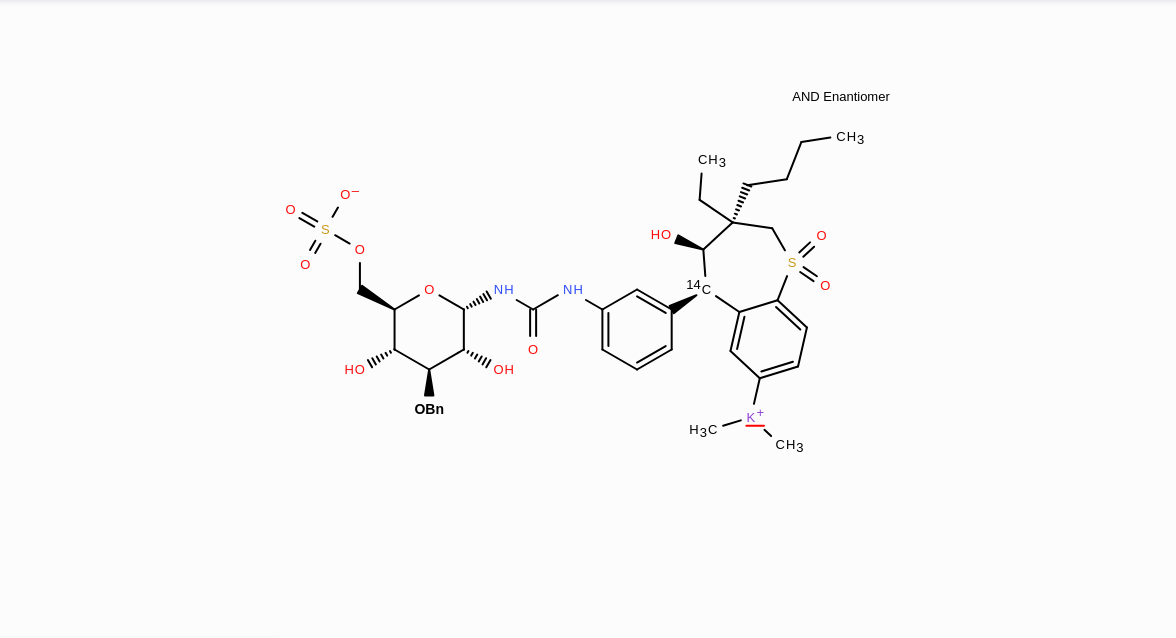 AND Enantiomer
CH3
CH3
O−
O
S
HO
O
O
S
O
O
14C
O
O
NH
NH
O
HO
OH
OBn
K+
H3C
CH3